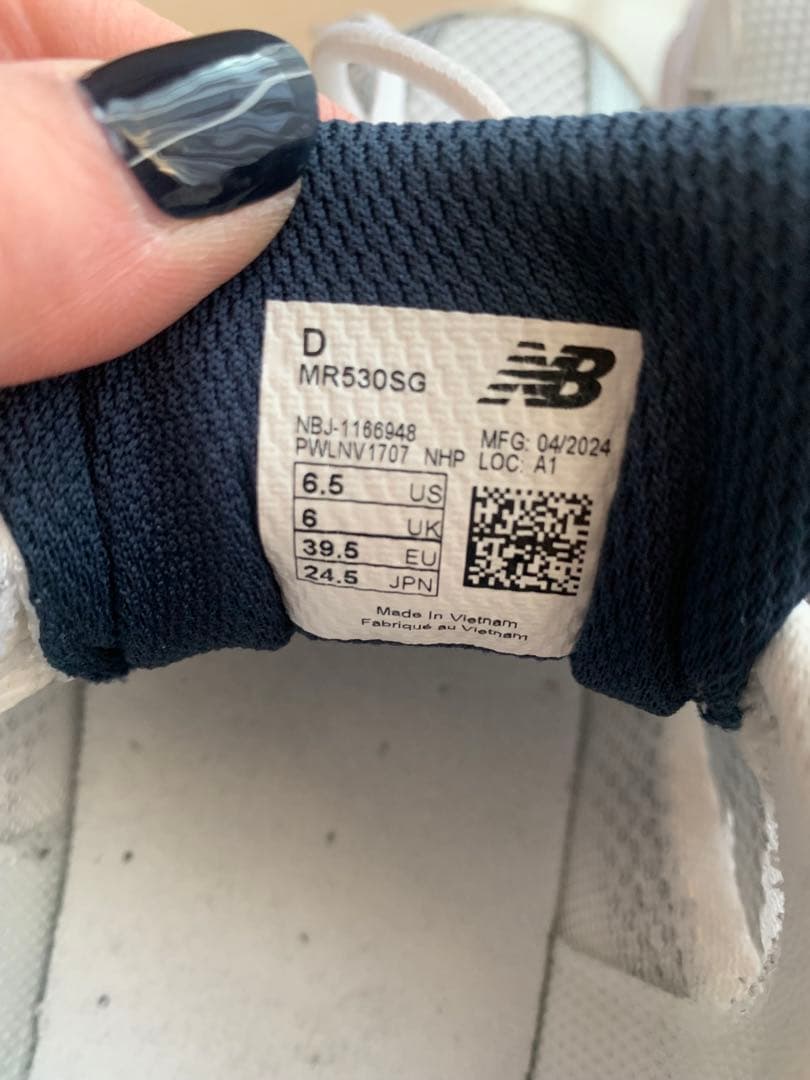 D
MR530SG
NB
NBJ-1166948
PWLNV1707 NHP
MFG: 04/2024
LOC: A1
6.5 US
6 UK
39.5 EU
24.5 JPN
Made In Vietnam
Fabriqué au Vietnam